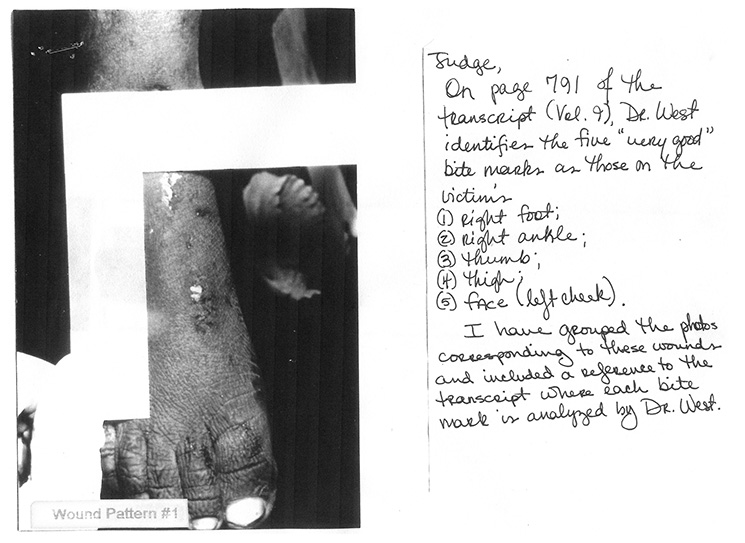 Wound Pattern #1
Judge,
On page 791 of the
transcript (Vol. 9), Dr. West
identifies the five "very good"
bite marks as those on the
victim's
(1) right foot;
(2) right ankle;
(3) thumb;
(4) thigh;
(5) face (left cheek).
I have grouped the photos
corresponding to these wounds
and included a reference to the
transcript where each bite
mark is analyzed by Dr. West.